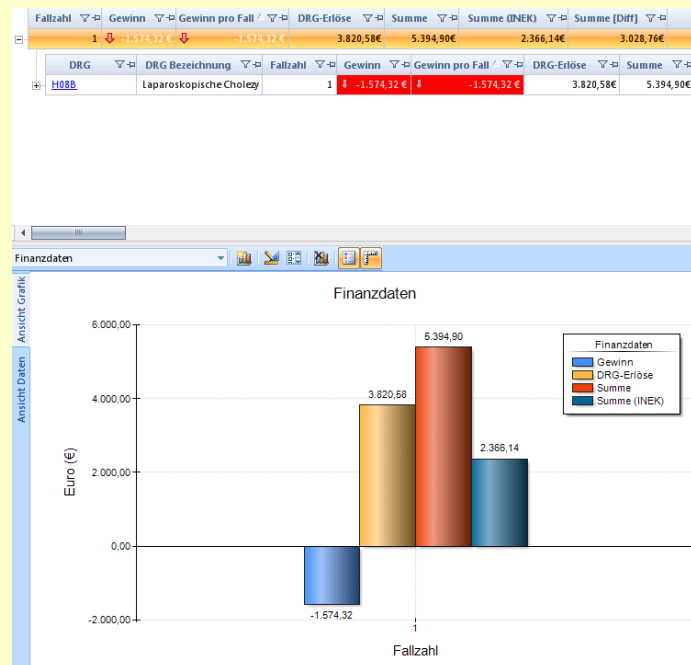 Fallzahl Gewinn Gewinn pro Fall DRG-Erlöse Summe Summe (INEK) Summe [Diff]
1 -1.574,32 € -1.574,32 € 3.820,58€ 5.394,90€ 2.366,14€ 3.028,76€
DRG DRG Bezeichnung Fallzahl Gewinn Gewinn pro Fall DRG-Erlöse Summe
H08B Laparoskopische Cholezy 1 -1.574,32 € -1.574,32 € 3.820,58€ 5.394,90€
Finanzdaten
Ansicht Grafik
Ansicht Daten
Finanzdaten
6.000,00
4.000,00
2.000,00
0,00
-2.000,00
Euro (€)
5.394,90
3.820,58
2.366,14
-1.574,32
Finanzdaten
Gewinn
DRG-Erlöse
Summe
Summe (INEK)
1
Fallzahl